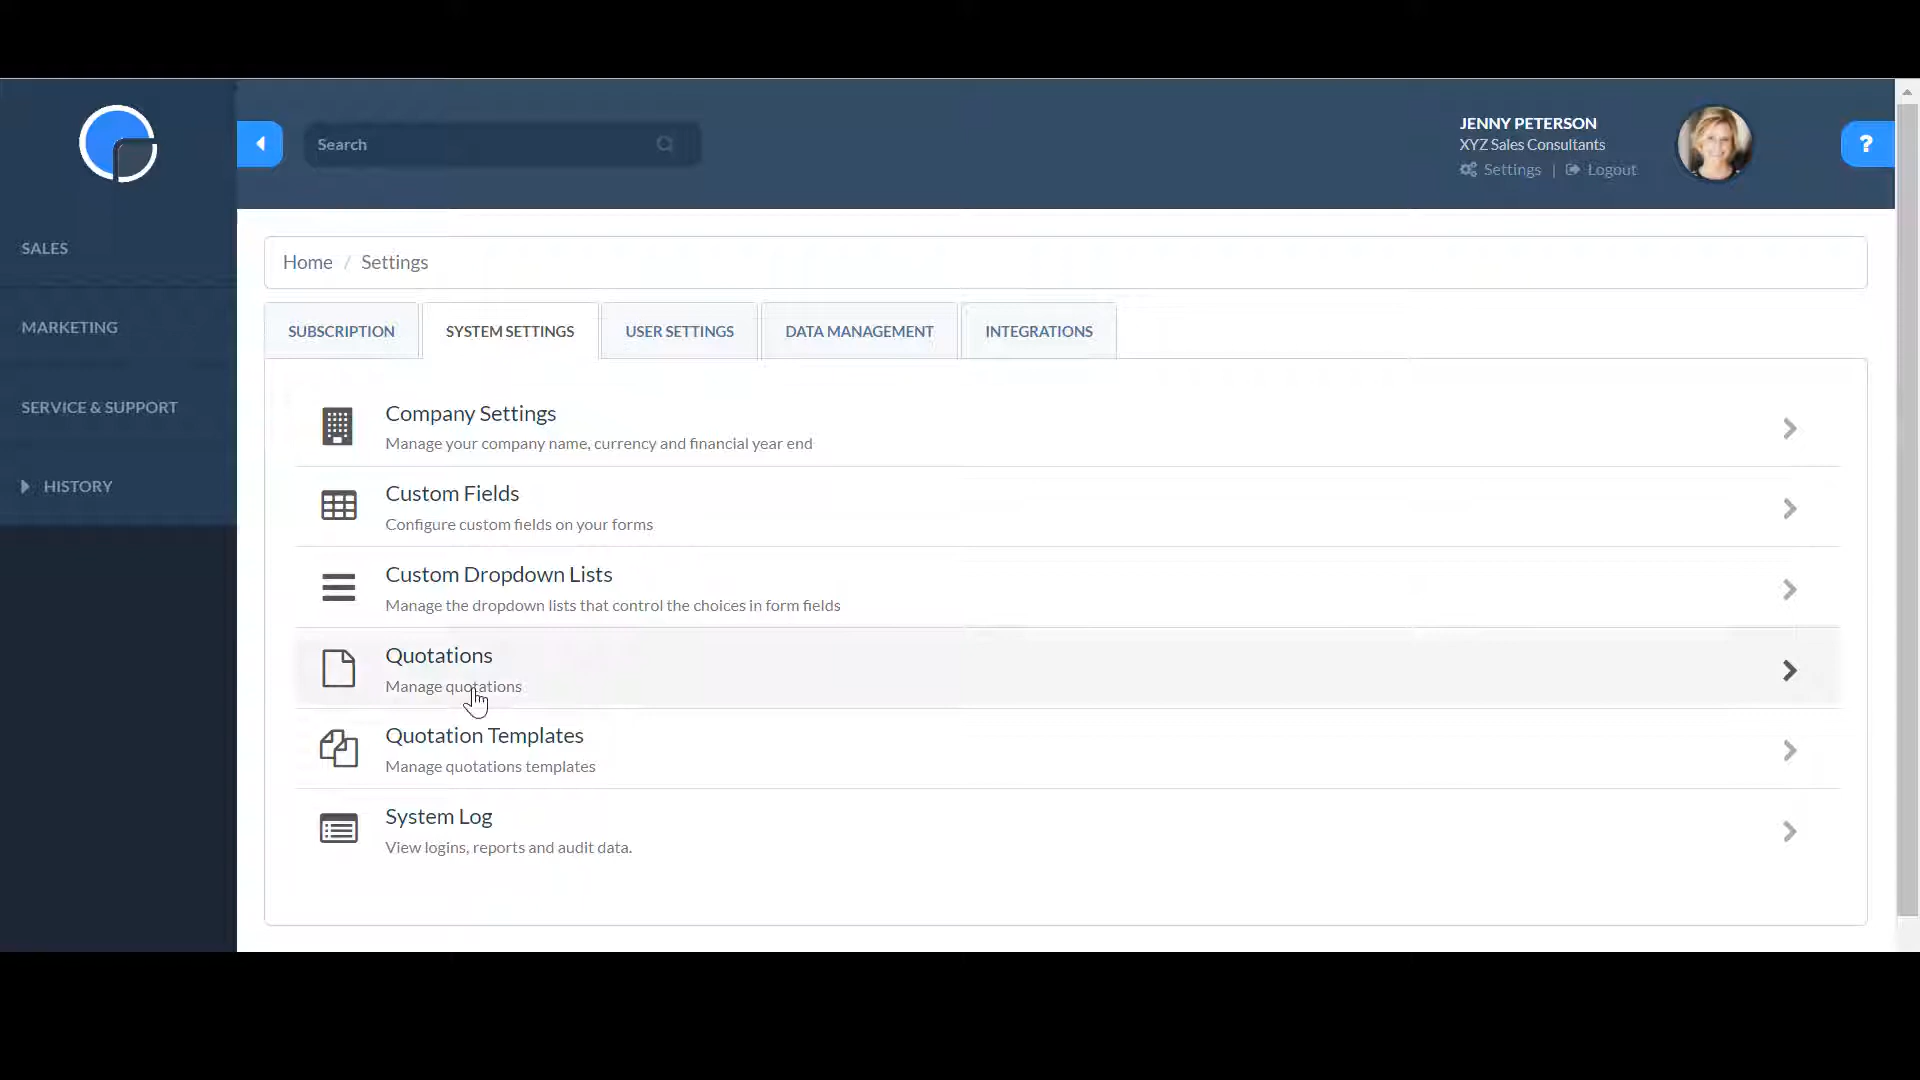 Search
JENNY PETERSON
XYZ Sales Consultants
Settings | Logout
?
SALES
MARKETING
SERVICE & SUPPORT
HISTORY
Home / Settings
SUBSCRIPTION
SYSTEM SETTINGS
USER SETTINGS
DATA MANAGEMENT
INTEGRATIONS
Company Settings
Manage your company name, currency and financial year end
Custom Fields
Configure custom fields on your forms
Custom Dropdown Lists
Manage the dropdown lists that control the choices in form fields
Quotations
Manage quotations
Quotation Templates
Manage quotations templates
System Log
View logins, reports and audit data.